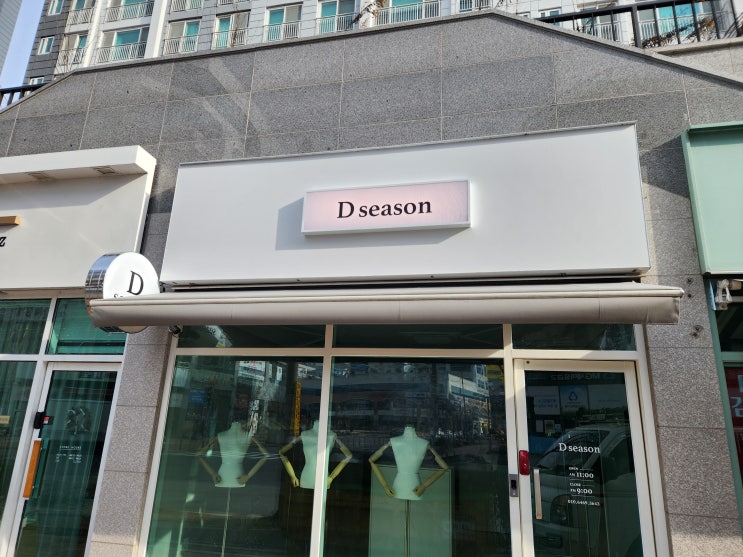 D season
D
D season
OPEN
AM 11:00
CLOSE
PM 9:00